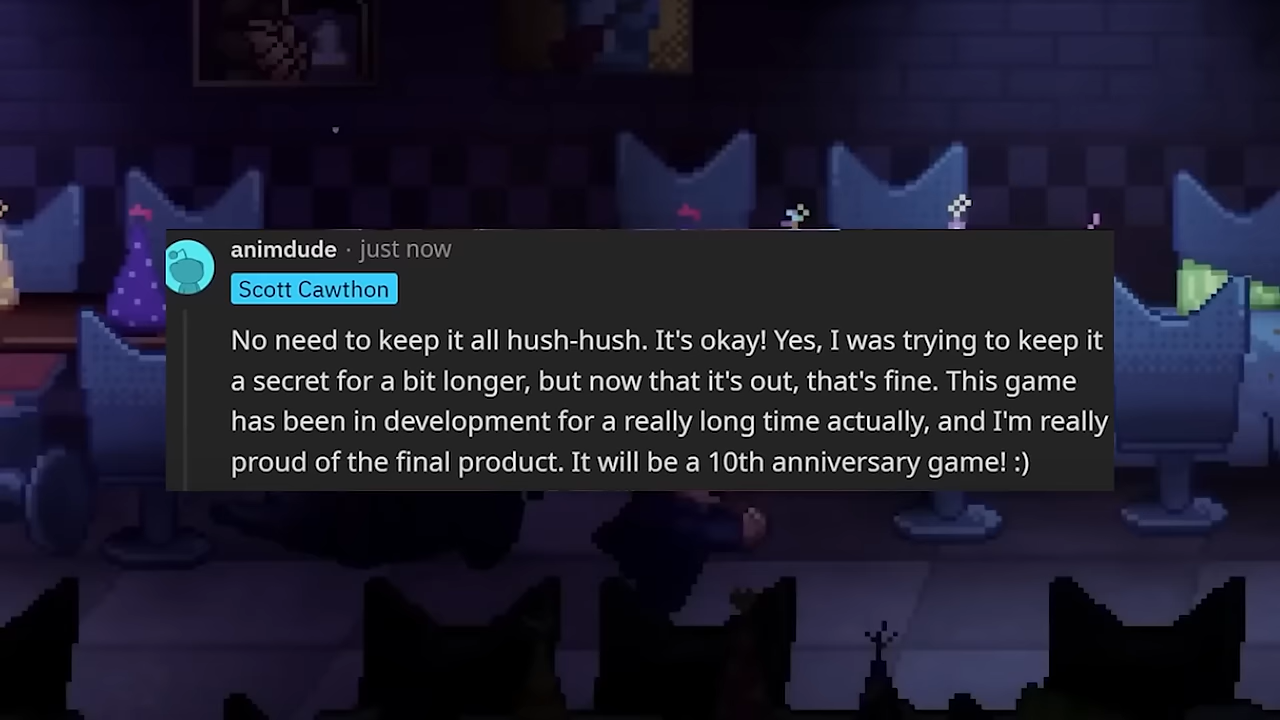 animdude · just now
Scott Cawthon
No need to keep it all hush-hush. It's okay! Yes, I was trying to keep it
a secret for a bit longer, but now that it's out, that's fine. This game
has been in development for a really long time actually, and I'm really
proud of the final product. It will be a 10th anniversary game! :)